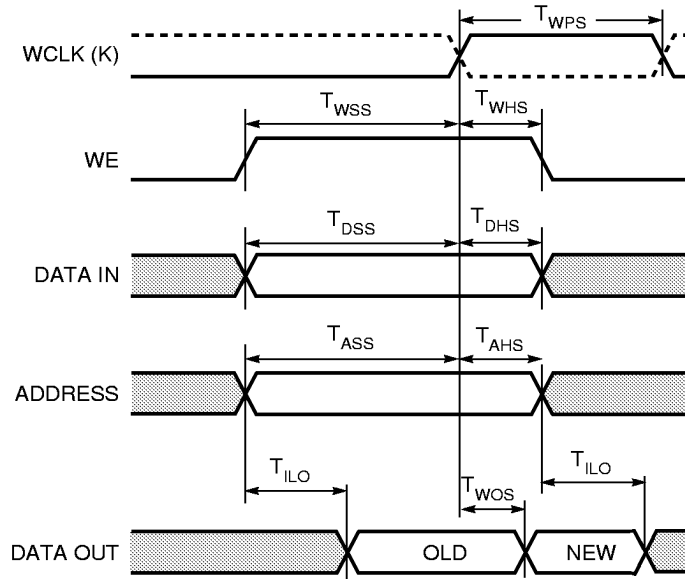 T_WPS
WCLK (K)
T_WSS T_WHS
WE
T_DSS T_DHS
DATA IN
T_ASS T_AHS
ADDRESS
T_ILO T_WOS T_ILO
DATA OUT OLD NEW